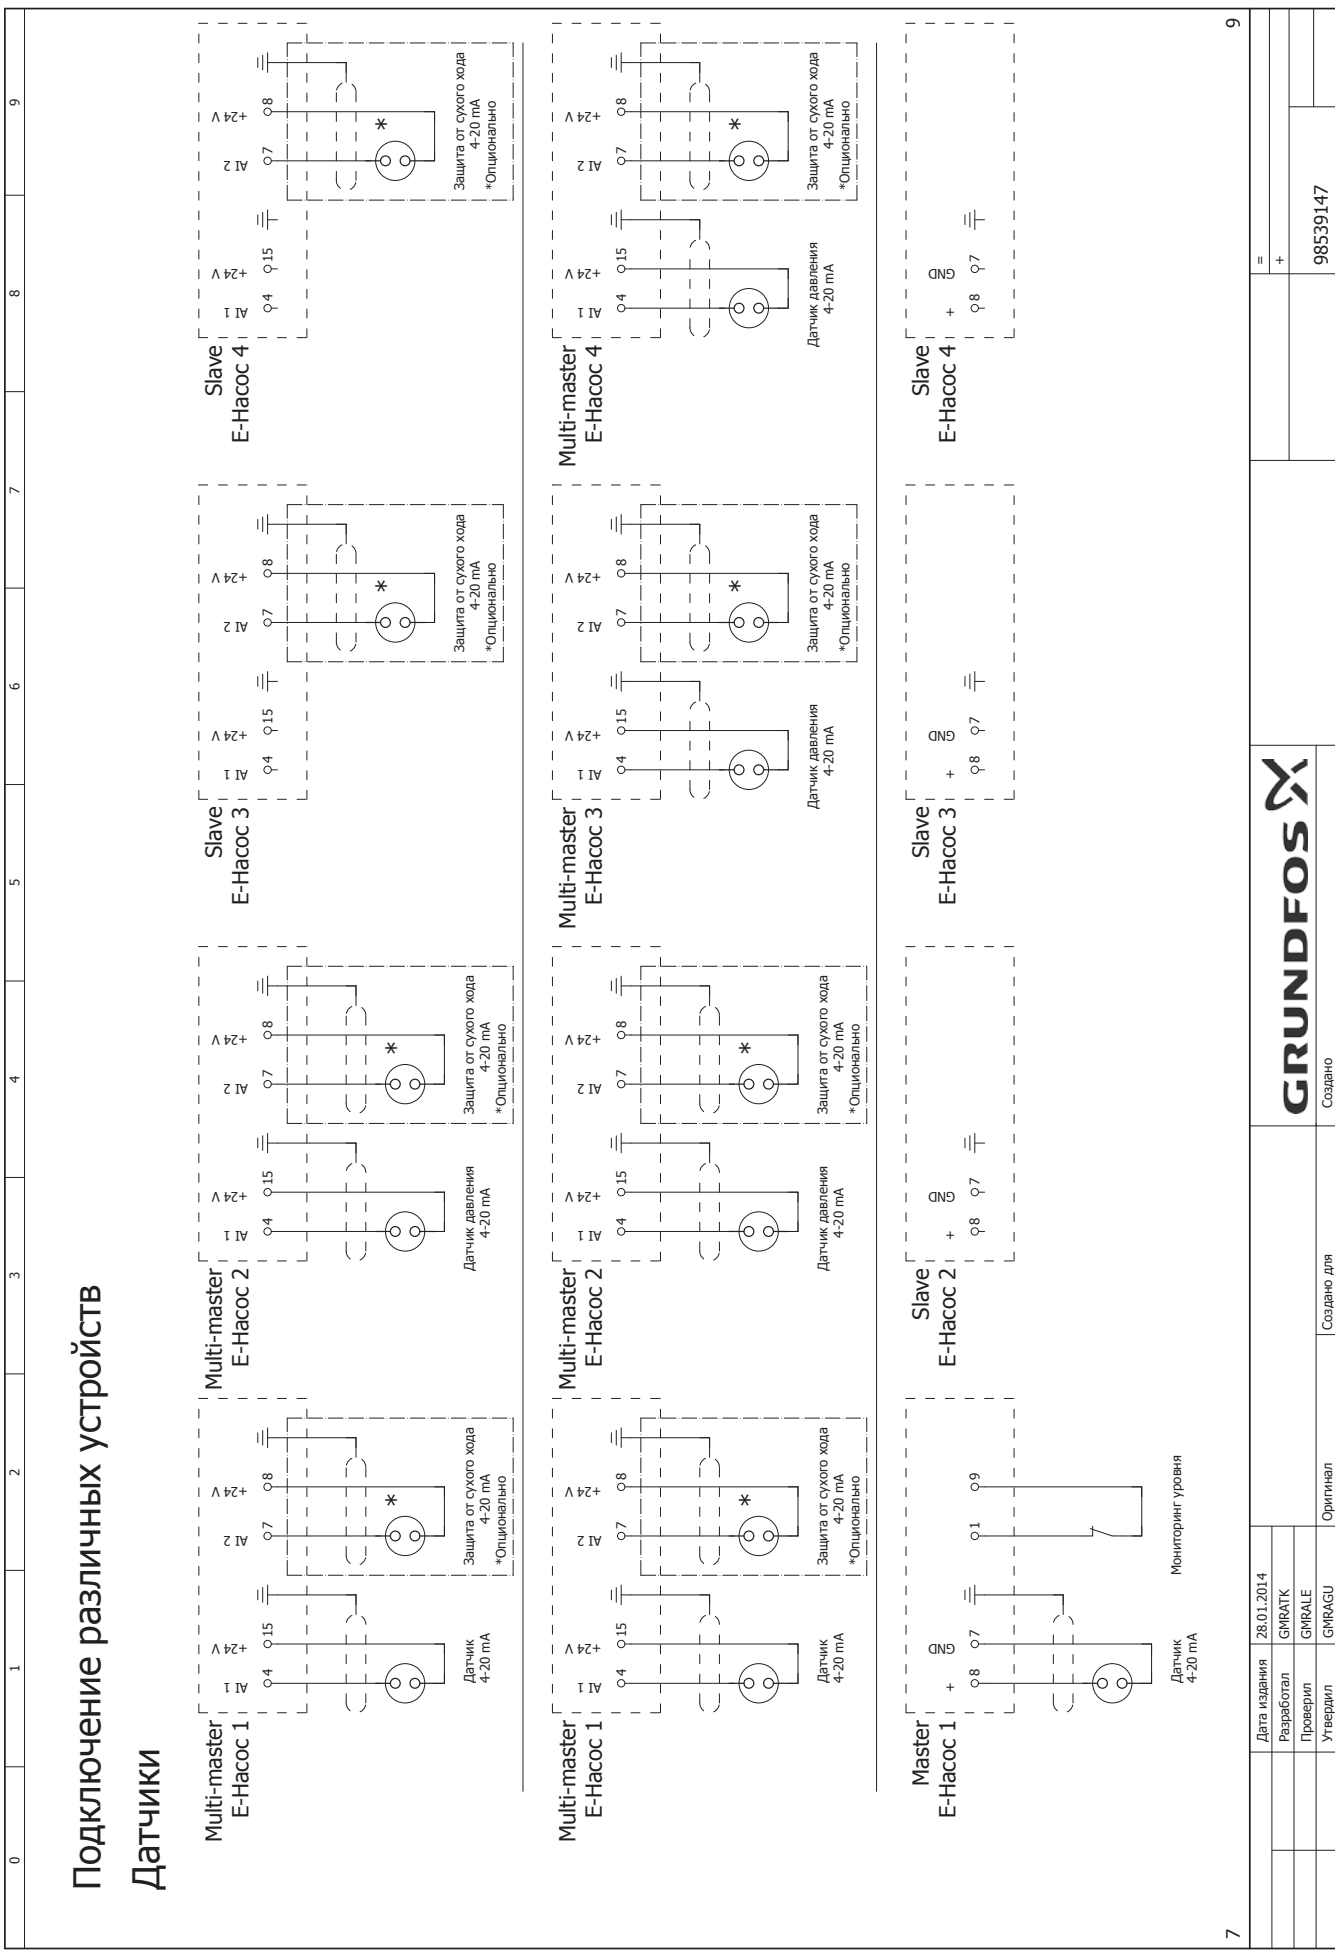 0 1 2 3 4 5 6 7 8 9
Подключение различных устройств
Датчики
Multi-master
E-Насос 1
AI 1
+24 V
AI 2
+24 V
4
15
7
8
*
Датчик
4-20 mA
Защита от сухого хода
4-20 mA
*Опционально
Multi-master
E-Насос 2
AI 1
+24 V
AI 2
+24 V
4
15
7
8
*
Датчик давления
4-20 mA
Защита от сухого хода
4-20 mA
*Опционально
Slave
E-Насос 3
AI 1
+24 V
AI 2
+24 V
4
15
7
8
*
Защита от сухого хода
4-20 mA
*Опционально
Slave
E-Насос 4
AI 1
+24 V
AI 2
+24 V
4
15
7
8
*
Защита от сухого хода
4-20 mA
*Опционально
Multi-master
E-Насос 1
AI 1
+24 V
AI 2
+24 V
4
15
7
8
*
Датчик
4-20 mA
Защита от сухого хода
4-20 mA
*Опционально
Multi-master
E-Насос 2
AI 1
+24 V
AI 2
+24 V
4
15
7
8
*
Датчик давления
4-20 mA
Защита от сухого хода
4-20 mA
*Опционально
Multi-master
E-Насос 3
AI 1
+24 V
AI 2
+24 V
4
15
7
8
*
Датчик давления
4-20 mA
Защита от сухого хода
4-20 mA
*Опционально
Multi-master
E-Насос 4
AI 1
+24 V
AI 2
+24 V
4
15
7
8
*
Датчик давления
4-20 mA
Защита от сухого хода
4-20 mA
*Опционально
Master
E-Насос 1
+
GND
8
7
1
9
Датчик
4-20 mA
Мониторинг уровня
Slave
E-Насос 2
+
GND
8
7
Slave
E-Насос 3
+
GND
8
7
Slave
E-Насос 4
+
GND
8
7
7
9
Дата издания 28.01.2014
Разработал GMRATK
Проверил GMRALE
Утвердил GMRAGU
Оригинал
Создано для
Создано
GRUNDFOS
=
+
98539147